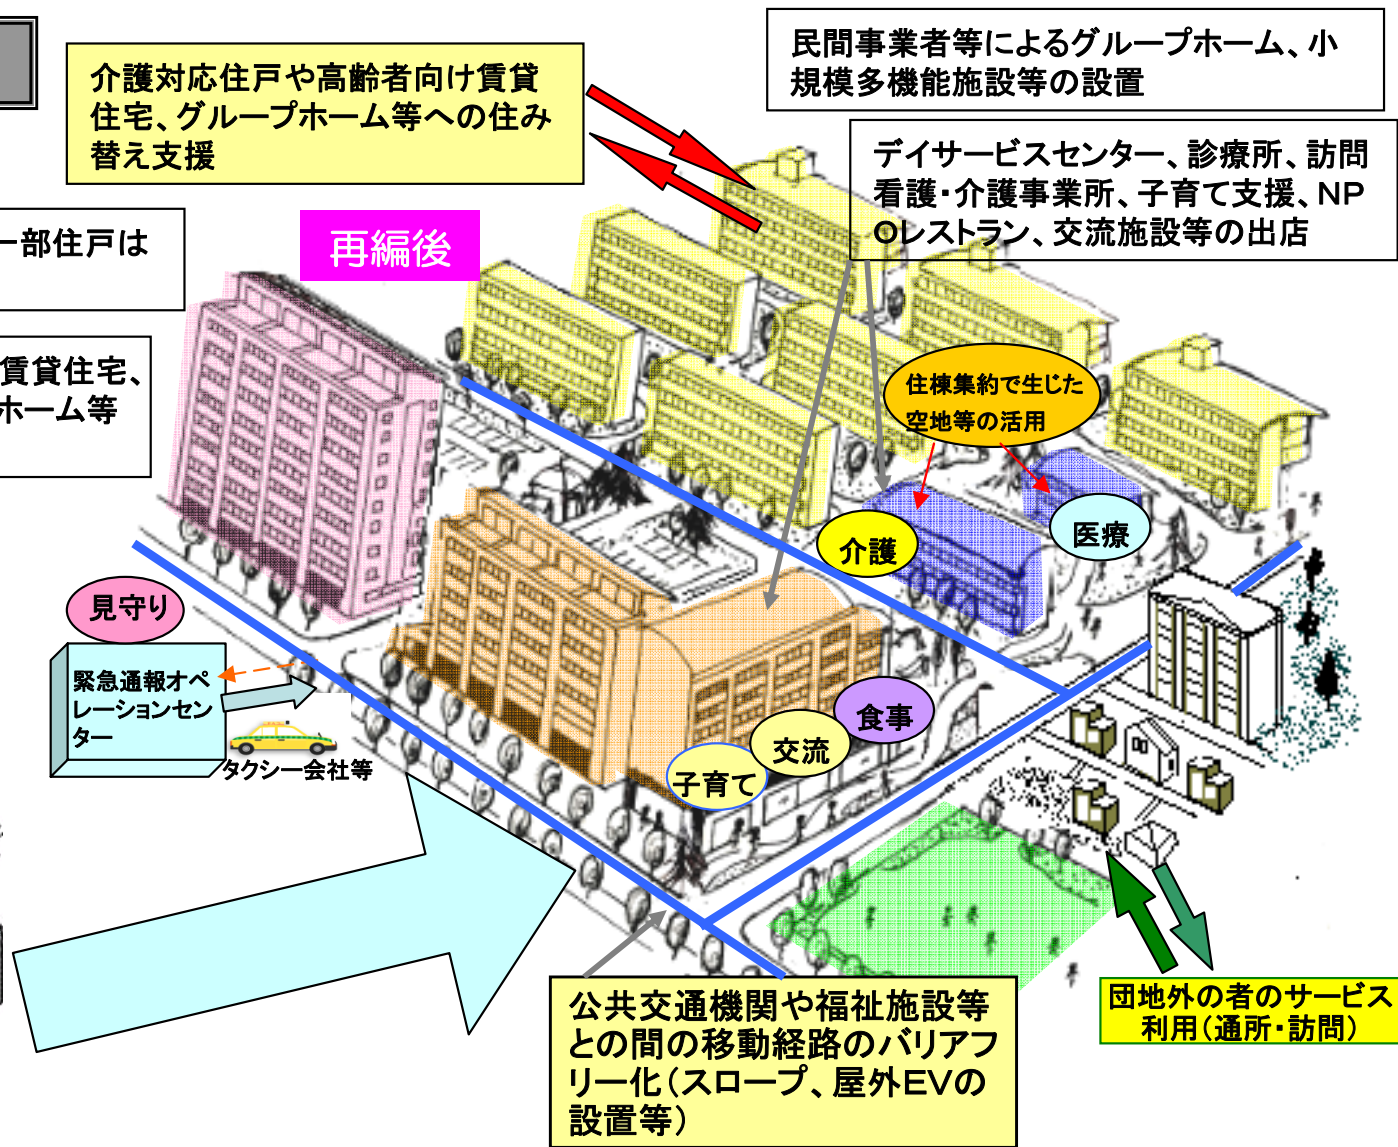 介護対応住戸や高齢者向け賃貸
住宅、グループホーム等への住み
替え支援
民間事業者等によるグループホーム、小
規模多機能施設等の設置
デイサービスセンター、診療所、訪問
看護・介護事業所、子育て支援、NP
Oレストラン、交流施設等の出店
一部住戸は
再編後
賃貸住宅、
ホーム等
住棟集約で生じた
空地等の活用
介護
医療
見守り
緊急通報オペ
レーションセン
ター
タクシー会社等
食事
交流
子育て
公共交通機関や福祉施設等
との間の移動経路のバリアフ
リー化(スロープ、屋外EVの
設置等)
団地外の者のサービス
利用(通所・訪問)